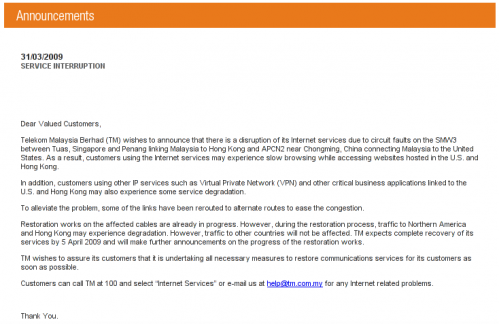 Announcements
31/03/2009
SERVICE INTERRUPTION
Dear Valued Customers,
Telekom Malaysia Berhad (TM) wishes to announce that there is a disruption of its Internet services due to circuit faults on the SMW3
between Tuas, Singapore and Penang linking Malaysia to Hong Kong and APCN2 near Chongming, China connecting Malaysia to the United
States. As a result, customers using the Internet services may experience slow browsing while accessing websites hosted in the U.S. and
Hong Kong.
In addition, customers using other IP services such as Virtual Private Network (VPN) and other critical business applications linked to the
U.S. and Hong Kong may also experience some service degradation.
To alleviate the problem, some of the links have been rerouted to alternate routes to ease the congestion.
Restoration works on the affected cables are already in progress. However, during the restoration process, traffic to Northern America
and Hong Kong may experience degradation. However, traffic to other countries will not be affected. TM expects complete recovery of its
services by 5 April 2009 and will make further announcements on the progress of the restoration works.
TM wishes to assure its customers that it is undertaking all necessary measures to restore communications services for its customers as
soon as possible.
Customers can call TM at 100 and select “Internet Services” or e-mail us at help@tm.com.my for any Internet related problems.
Thank You.